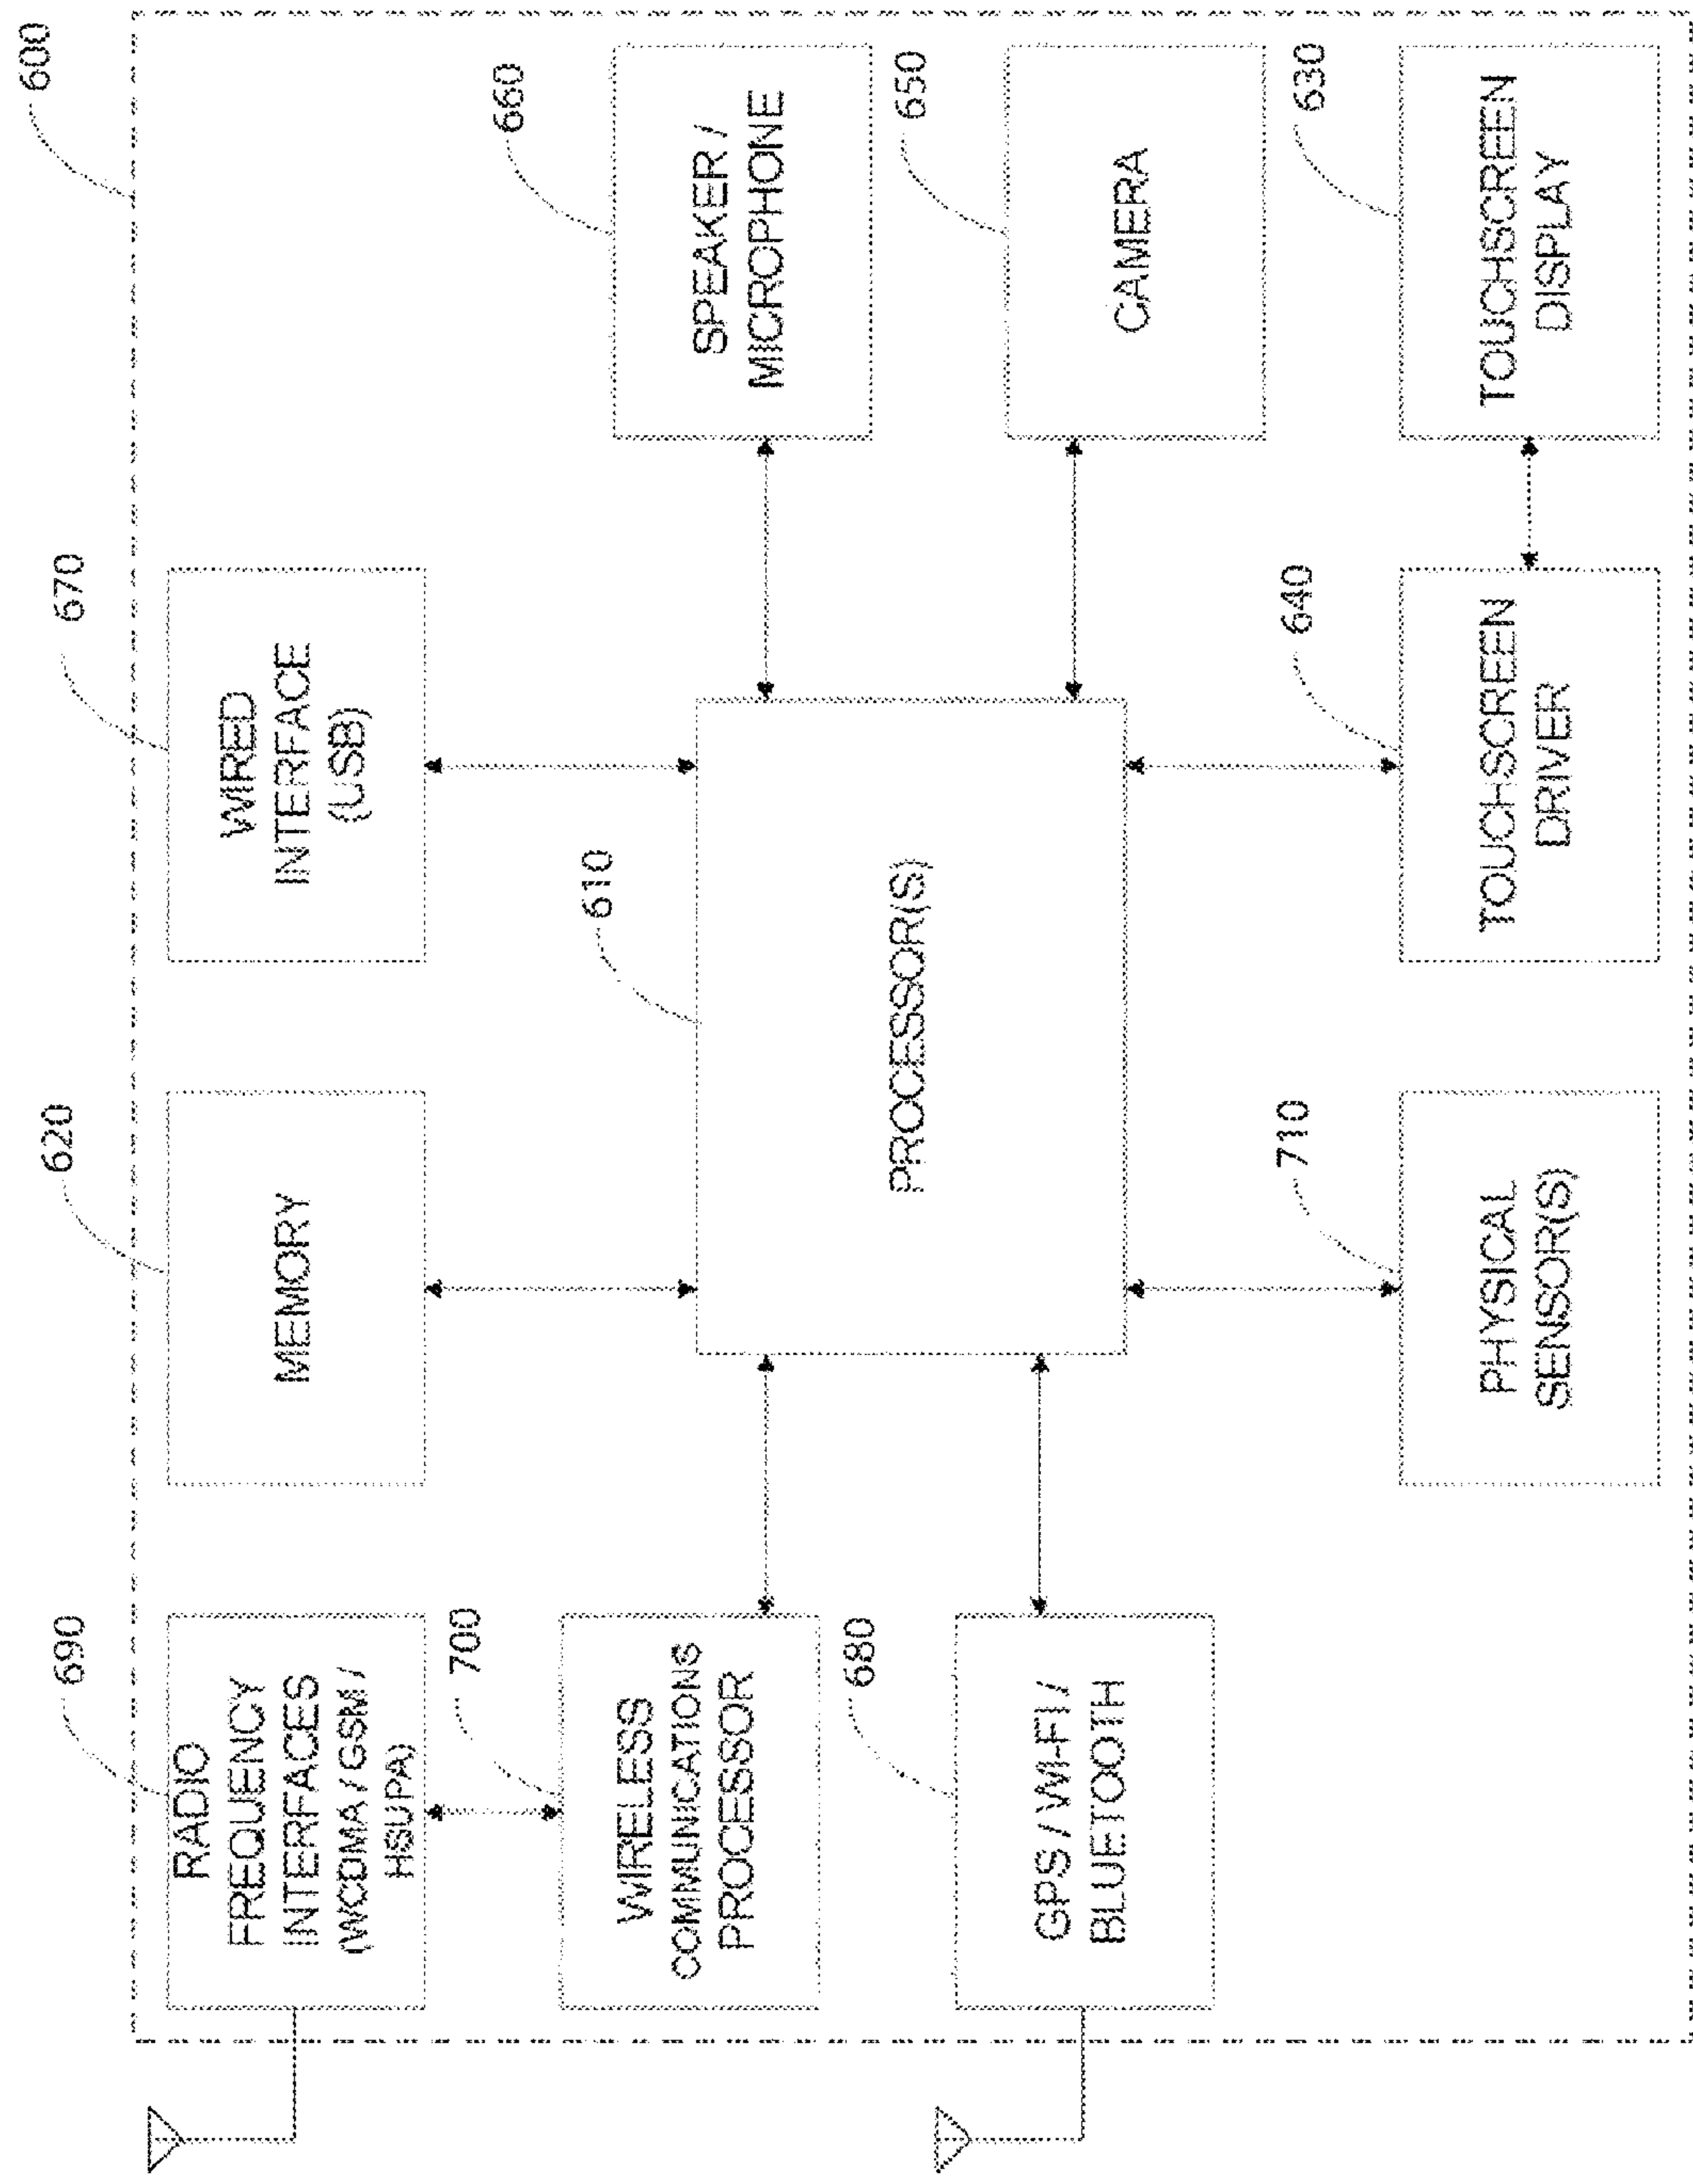 600
690
RADIO
FREQUENCY
INTERFACES
(WCDMA / GSM /
HSUPA)
620
MEMORY
670
WIRED
INTERFACE
(USB)
700
WIRELESS
COMMUNICATIONS
PROCESSOR
610
PROCESSOR(S)
660
SPEAKER /
MICROPHONE
680
GPS / WI-FI /
BLUETOOTH
650
CAMERA
710
PHYSICAL
SENSOR(S)
640
TOUCHSCREEN
DRIVER
630
TOUCHSCREEN
DISPLAY